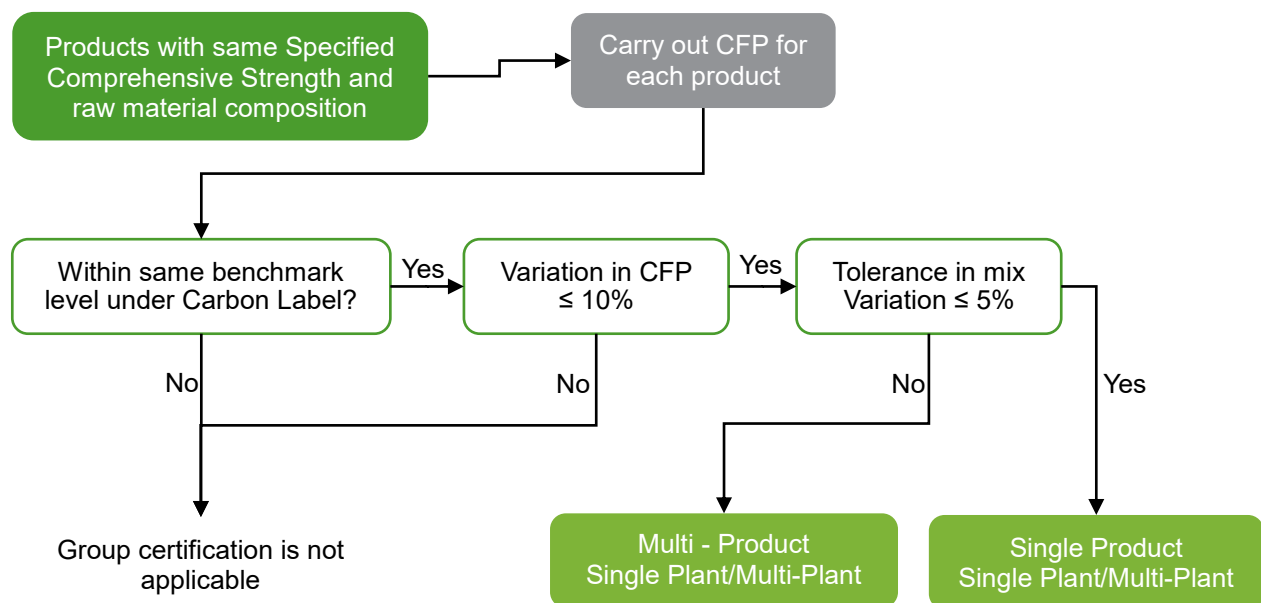 Products with same Specified
Comprehensive Strength and
raw material composition
Carry out CFP for
each product
Within same benchmark
level under Carbon Label?
Yes
Variation in CFP
≤ 10%
Yes
Tolerance in mix
Variation ≤ 5%
No
No
No
Yes
Group certification is not
applicable
Multi - Product
Single Plant/Multi-Plant
Single Product
Single Plant/Multi-Plant